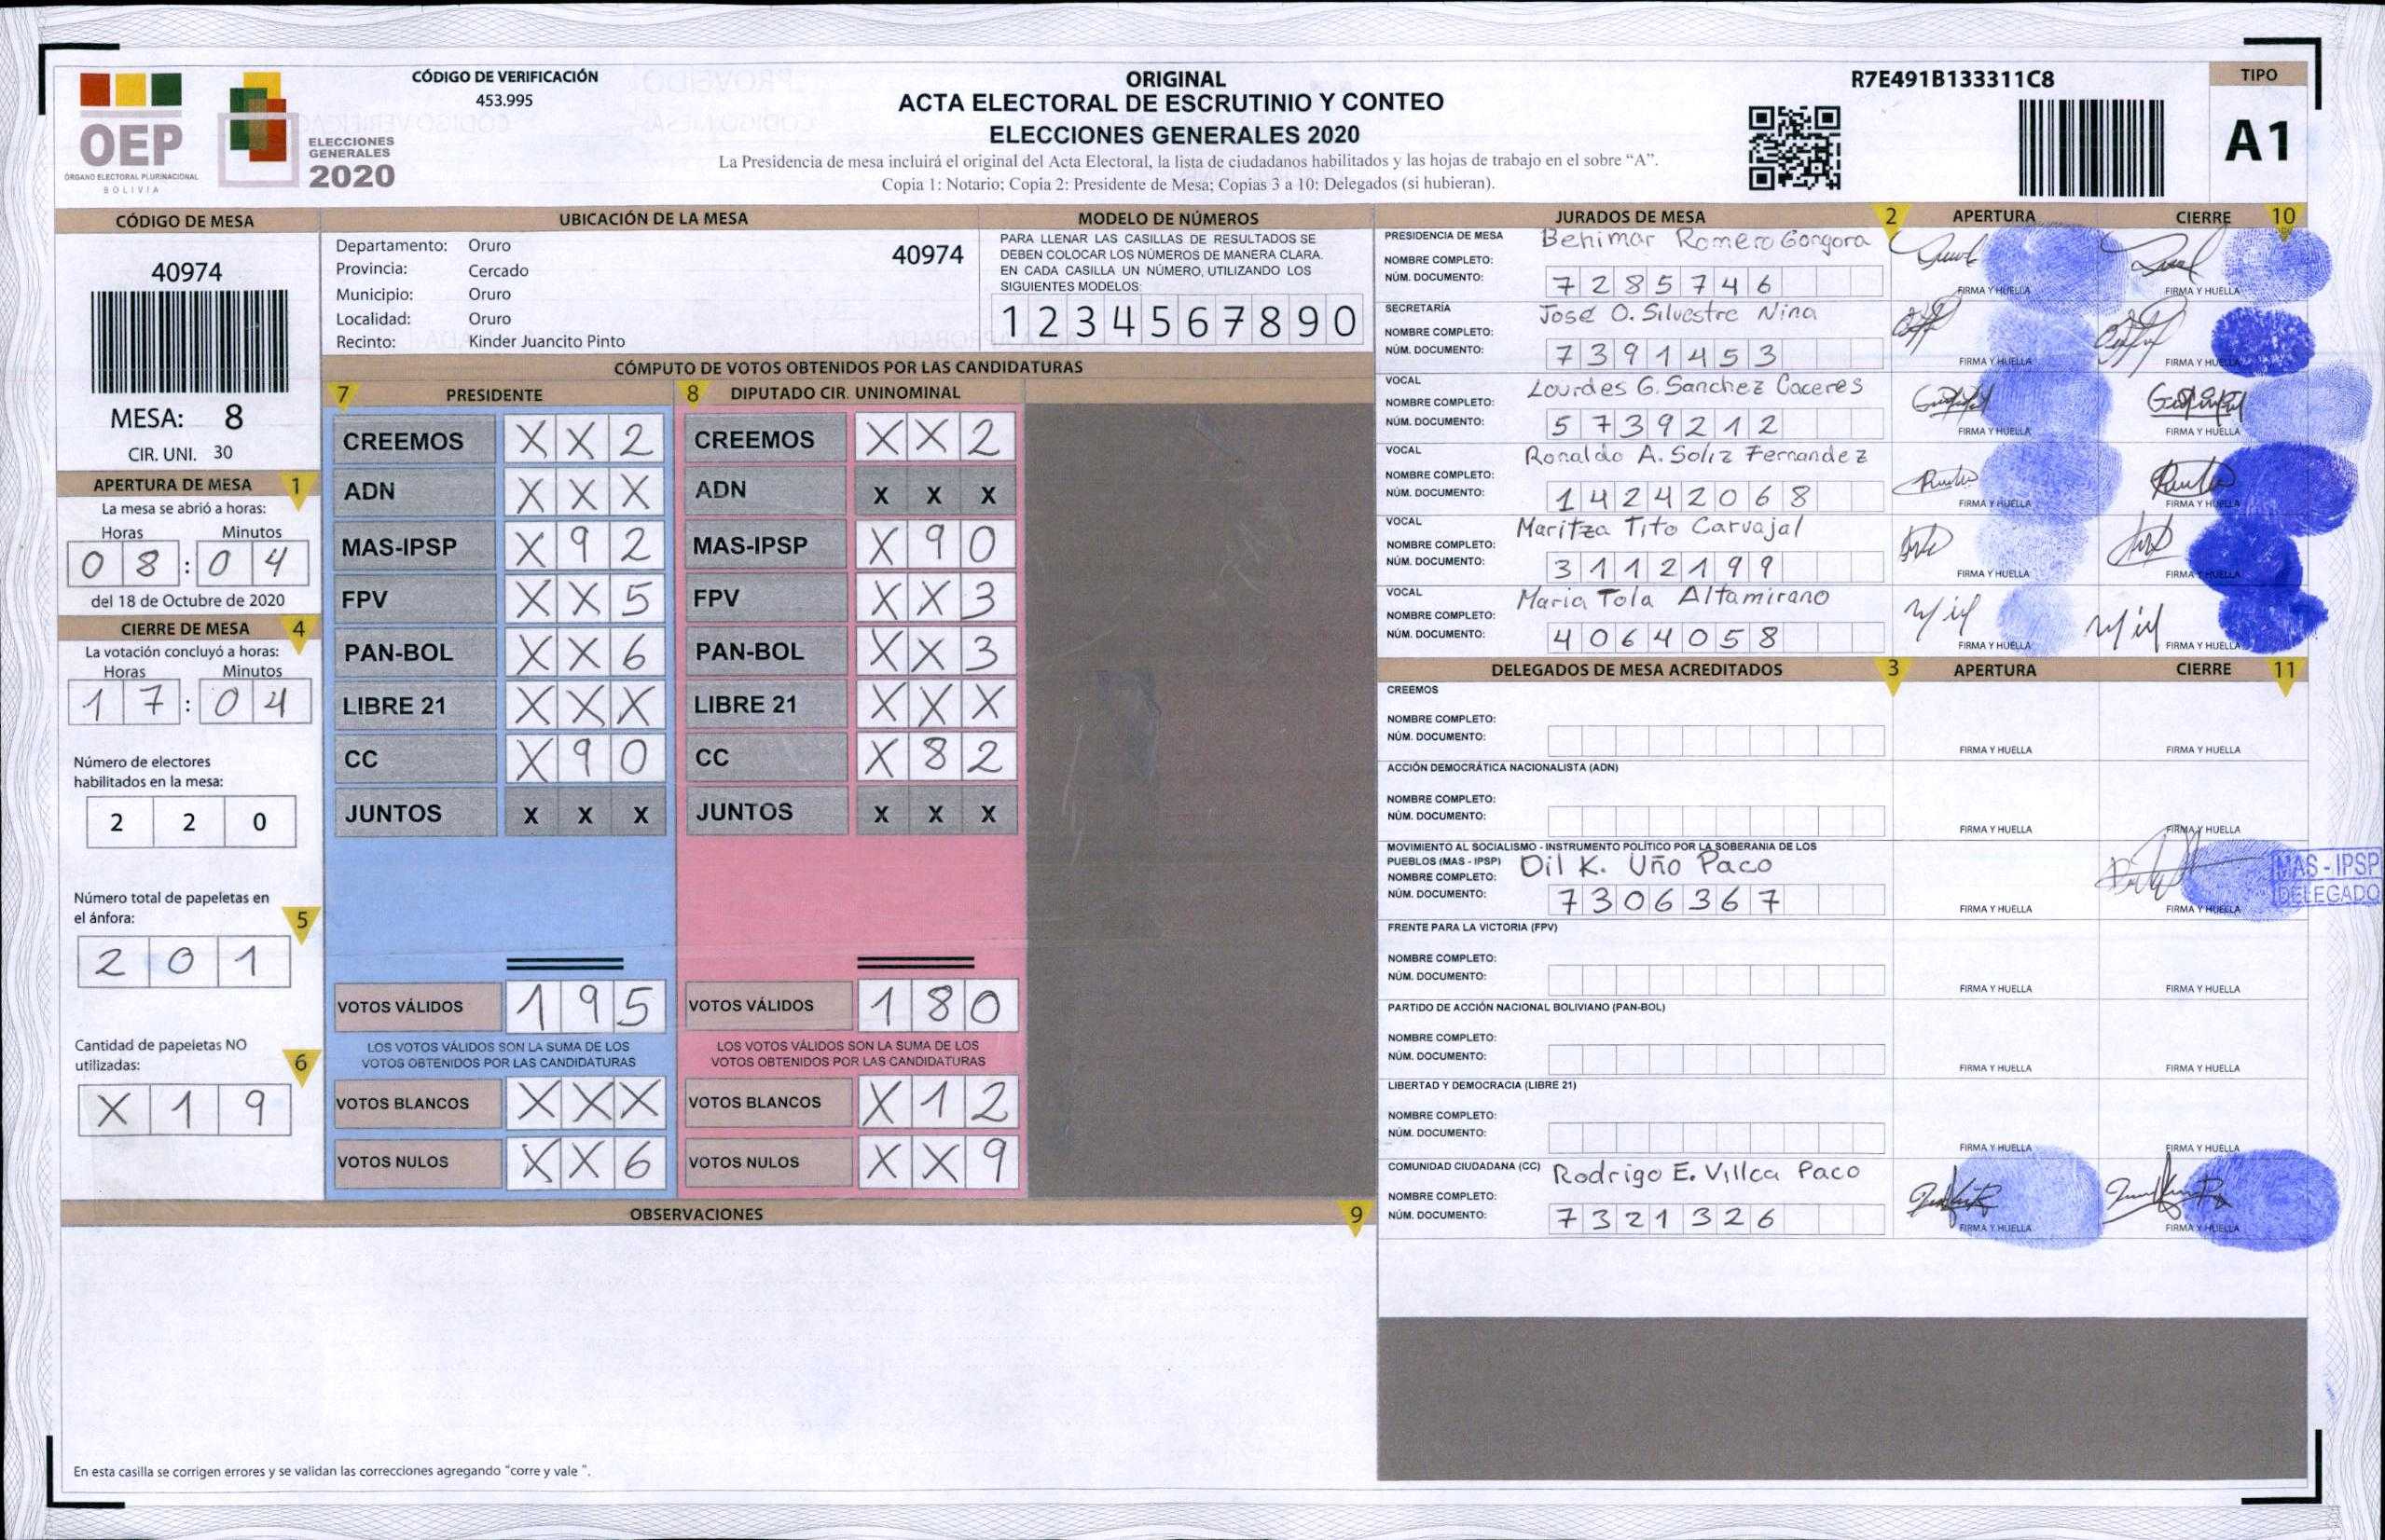 OEP
ÓRGANO ELECTORAL PLURINACIONAL
BOLIVIA
ELECCIONES
GENERALES
2020
CÓDIGO DE VERIFICACIÓN
453.995
ORIGINAL
ACTA ELECTORAL DE ESCRUTINIO Y CONTEO
ELECCIONES GENERALES 2020
La Presidencia de mesa incluirá el original del Acta Electoral, la lista de ciudadanos habilitados y las hojas de trabajo en el sobre “A”.
Copia 1: Notario; Copia 2: Presidente de Mesa; Copias 3 a 10: Delegados (si hubieran).
R7E491B133311C8
TIPO
A1
CÓDIGO DE MESA
40974
MESA: 8
CIR. UNI. 30
APERTURA DE MESA 1
La mesa se abrió a horas:
Horas Minutos
08:04
del 18 de Octubre de 2020
CIERRE DE MESA 4
La votación concluyó a horas:
Horas Minutos
17:04
Número de electores
habilitados en la mesa:
2 2 0
Número total de papeletas en
el ánfora: 5
2 0 1
Cantidad de papeletas NO
utilizadas: 6
X 1 9
UBICACIÓN DE LA MESA
Departamento: Oruro 40974
Provincia: Cercado
Municipio: Oruro
Localidad: Oruro
Recinto: Kinder Juancito Pinto
MODELO DE NÚMEROS
PARA LLENAR LAS CASILLAS DE RESULTADOS SE
DEBEN COLOCAR LOS NÚMEROS DE MANERA CLARA.
EN CADA CASILLA UN NÚMERO, UTILIZANDO LOS
SIGUIENTES MODELOS:
1 2 3 4 5 6 7 8 9 0
CÓMPUTO DE VOTOS OBTENIDOS POR LAS CANDIDATURAS
7 PRESIDENTE
CREEMOS X X 2
ADN X X X
MAS-IPSP X 9 2
FPV X X 5
PAN-BOL X X 6
LIBRE 21 X X X
CC X 9 0
JUNTOS X X X
VOTOS VÁLIDOS 1 9 5
LOS VOTOS VÁLIDOS SON LA SUMA DE LOS
VOTOS OBTENIDOS POR LAS CANDIDATURAS
VOTOS BLANCOS X X X
VOTOS NULOS X X 6
8 DIPUTADO CIR. UNINOMINAL
CREEMOS X X 2
ADN X X X
MAS-IPSP X 9 0
FPV X X 3
PAN-BOL X X 3
LIBRE 21 X X X
CC X 8 2
JUNTOS X X X
VOTOS VÁLIDOS 1 8 0
LOS VOTOS VÁLIDOS SON LA SUMA DE LOS
VOTOS OBTENIDOS POR LAS CANDIDATURAS
VOTOS BLANCOS X 1 2
VOTOS NULOS X X 9
OBSERVACIONES 9
En esta casilla se corrigen errores y se validan las correcciones agregando “corre y vale ”.
JURADOS DE MESA 2 APERTURA CIERRE 10
PRESIDENCIA DE MESA Behimar Romero Gongora
NOMBRE COMPLETO:
NÚM. DOCUMENTO: 7285746
FIRMA Y HUELLA FIRMA Y HUELLA
SECRETARÍA José O. Silvestre Nina
NOMBRE COMPLETO:
NÚM. DOCUMENTO: 7391453
FIRMA Y HUELLA FIRMA Y HUELLA
VOCAL Lourdes G. Sanchez Caceres
NOMBRE COMPLETO:
NÚM. DOCUMENTO: 5739212
FIRMA Y HUELLA FIRMA Y HUELLA
VOCAL Ronaldo A. Soliz Fernandez
NOMBRE COMPLETO:
NÚM. DOCUMENTO: 14242068
FIRMA Y HUELLA FIRMA Y HUELLA
VOCAL Maritza Tito Carvajal
NOMBRE COMPLETO:
NÚM. DOCUMENTO: 3112199
FIRMA Y HUELLA FIRMA Y HUELLA
VOCAL Maria Tola Altamirano
NOMBRE COMPLETO:
NÚM. DOCUMENTO: 4064058
FIRMA Y HUELLA FIRMA Y HUELLA
DELEGADOS DE MESA ACREDITADOS 3 APERTURA CIERRE 11
CREEMOS
NOMBRE COMPLETO:
NÚM. DOCUMENTO:
FIRMA Y HUELLA FIRMA Y HUELLA
ACCIÓN DEMOCRÁTICA NACIONALISTA (ADN)
NOMBRE COMPLETO:
NÚM. DOCUMENTO:
FIRMA Y HUELLA FIRMA Y HUELLA
MOVIMIENTO AL SOCIALISMO - INSTRUMENTO POLÍTICO POR LA SOBERANIA DE LOS
PUEBLOS (MAS - IPSP) Dil K. Uño Paco
NOMBRE COMPLETO:
NÚM. DOCUMENTO: 7306367
FIRMA Y HUELLA FIRMA Y HUELLA
MAS - IPSP
DELEGADO
FRENTE PARA LA VICTORIA (FPV)
NOMBRE COMPLETO:
NÚM. DOCUMENTO:
FIRMA Y HUELLA FIRMA Y HUELLA
PARTIDO DE ACCIÓN NACIONAL BOLIVIANO (PAN-BOL)
NOMBRE COMPLETO:
NÚM. DOCUMENTO:
FIRMA Y HUELLA FIRMA Y HUELLA
LIBERTAD Y DEMOCRACIA (LIBRE 21)
NOMBRE COMPLETO:
NÚM. DOCUMENTO:
FIRMA Y HUELLA FIRMA Y HUELLA
COMUNIDAD CIUDADANA (CC) Rodrigo E. Villca Paco
NOMBRE COMPLETO:
NÚM. DOCUMENTO: 7321326
FIRMA Y HUELLA FIRMA Y HUELLA